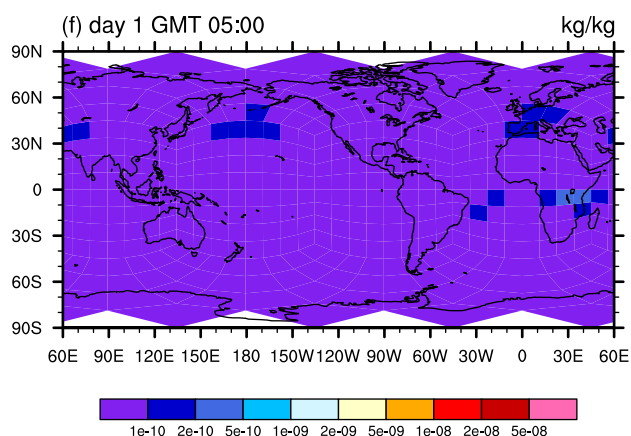 (f) day 1 GMT 05:00 kg/kg
90N
60N
30N
0
30S
60S
90S
60E 90E 120E 150E 180 150W 120W 90W 60W 30W 0 30E 60E
1e-10 2e-10 5e-10 1e-09 2e-09 5e-09 1e-08 2e-08 5e-08